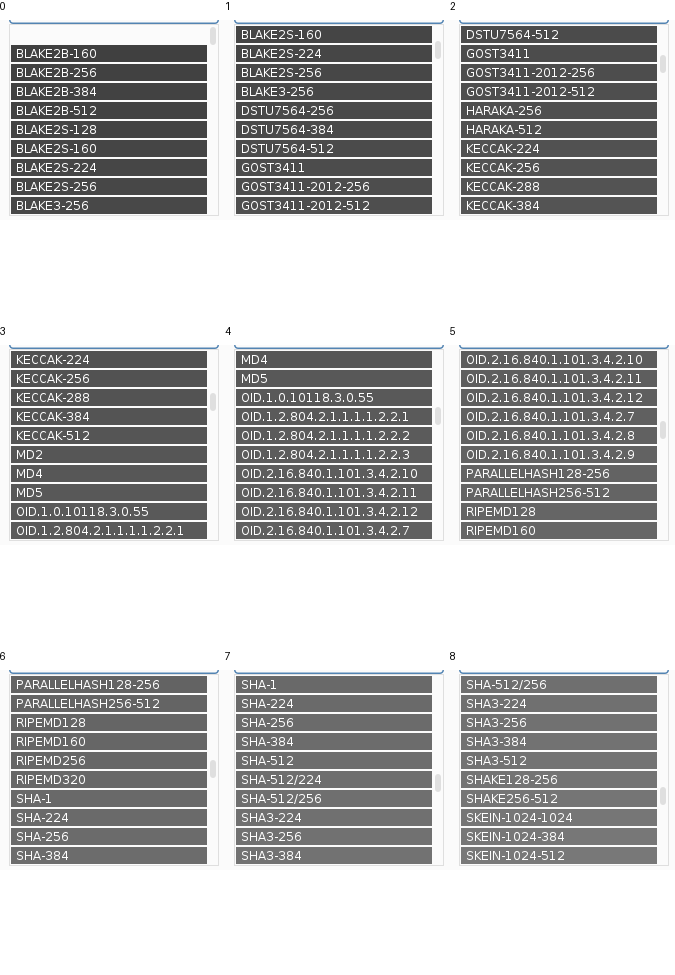 0
BLAKE2B-160
BLAKE2B-256
BLAKE2B-384
BLAKE2B-512
BLAKE2S-128
BLAKE2S-160
BLAKE2S-224
BLAKE2S-256
BLAKE3-256
1
BLAKE2S-160
BLAKE2S-224
BLAKE2S-256
BLAKE3-256
DSTU7564-256
DSTU7564-384
DSTU7564-512
GOST3411
GOST3411-2012-256
GOST3411-2012-512
2
DSTU7564-512
GOST3411
GOST3411-2012-256
GOST3411-2012-512
HARAKA-256
HARAKA-512
KECCAK-224
KECCAK-256
KECCAK-288
KECCAK-384
3
KECCAK-224
KECCAK-256
KECCAK-288
KECCAK-384
KECCAK-512
MD2
MD4
MD5
OID.1.0.10118.3.0.55
OID.1.2.804.2.1.1.1.1.2.2.1
4
MD4
MD5
OID.1.0.10118.3.0.55
OID.1.2.804.2.1.1.1.1.2.2.1
OID.1.2.804.2.1.1.1.1.2.2.2
OID.1.2.804.2.1.1.1.1.2.2.3
OID.2.16.840.1.101.3.4.2.10
OID.2.16.840.1.101.3.4.2.11
OID.2.16.840.1.101.3.4.2.12
OID.2.16.840.1.101.3.4.2.7
5
OID.2.16.840.1.101.3.4.2.10
OID.2.16.840.1.101.3.4.2.11
OID.2.16.840.1.101.3.4.2.12
OID.2.16.840.1.101.3.4.2.7
OID.2.16.840.1.101.3.4.2.8
OID.2.16.840.1.101.3.4.2.9
PARALLELHASH128-256
PARALLELHASH256-512
RIPEMD128
RIPEMD160
6
PARALLELHASH128-256
PARALLELHASH256-512
RIPEMD128
RIPEMD160
RIPEMD256
RIPEMD320
SHA-1
SHA-224
SHA-256
SHA-384
7
SHA-1
SHA-224
SHA-256
SHA-384
SHA-512
SHA-512/224
SHA-512/256
SHA3-224
SHA3-256
SHA3-384
8
SHA-512/256
SHA3-224
SHA3-256
SHA3-384
SHA3-512
SHAKE128-256
SHAKE256-512
SKEIN-1024-1024
SKEIN-1024-384
SKEIN-1024-512